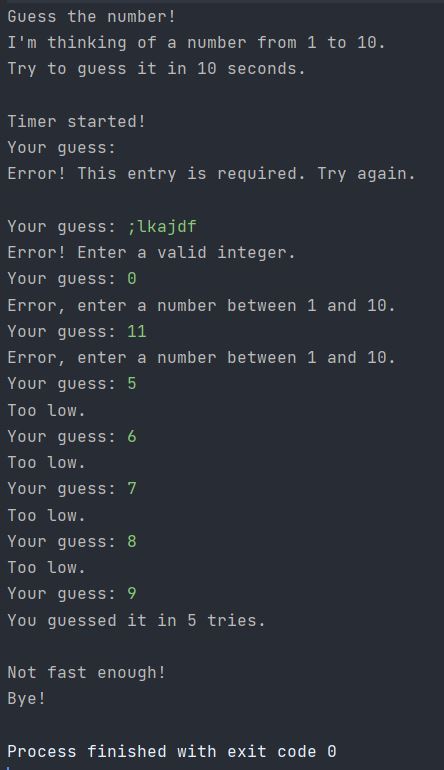 Guess the number!
I'm thinking of a number from 1 to 10.
Try to guess it in 10 seconds.
Timer started!
Your guess:
Error! This entry is required. Try again.
Your guess: ;lkajdf
Error! Enter a valid integer.
Your guess: 0
Error, enter a number between 1 and 10.
Your guess: 11
Error, enter a number between 1 and 10.
Your guess: 5
Too low.
Your guess: 6
Too low.
Your guess: 7
Too low.
Your guess: 8
Too low.
Your guess: 9
You guessed it in 5 tries.
Not fast enough!
Bye!
Process finished with exit code 0